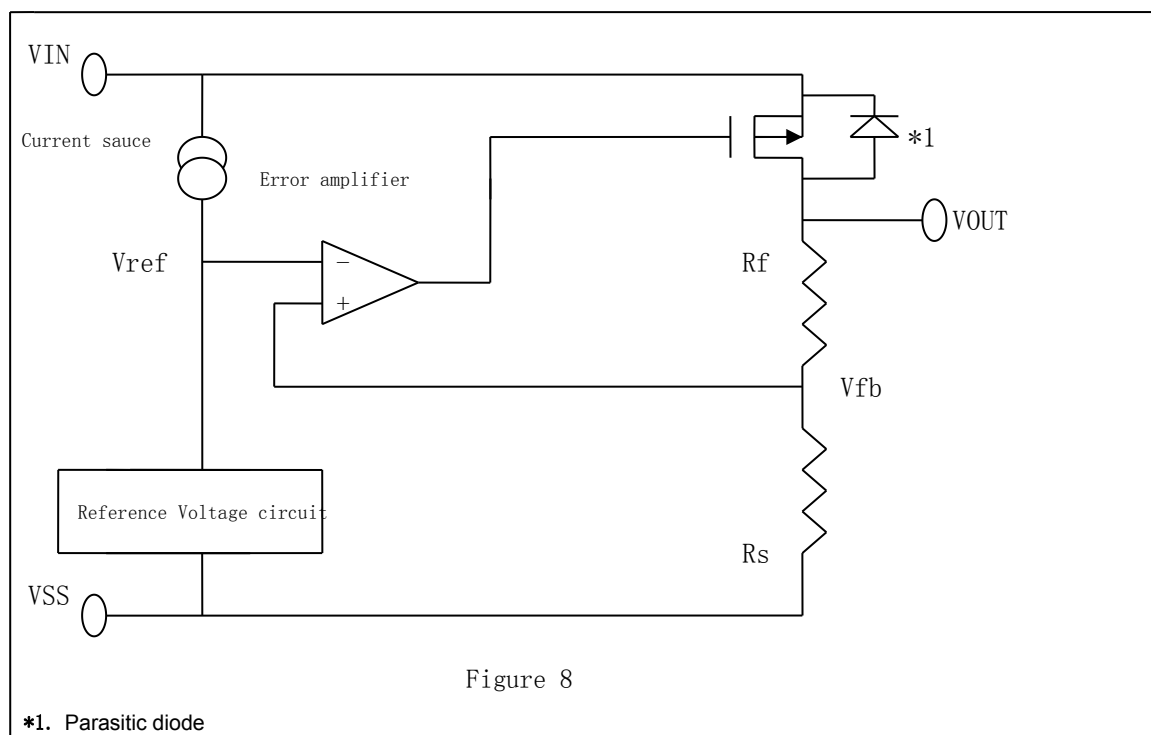 VIN
Current sauce
*1
Error amplifier
VOUT
Vref
−
Rf
+
Vfb
Reference Voltage circuit
Rs
VSS
Figure 8
*1. Parasitic diode